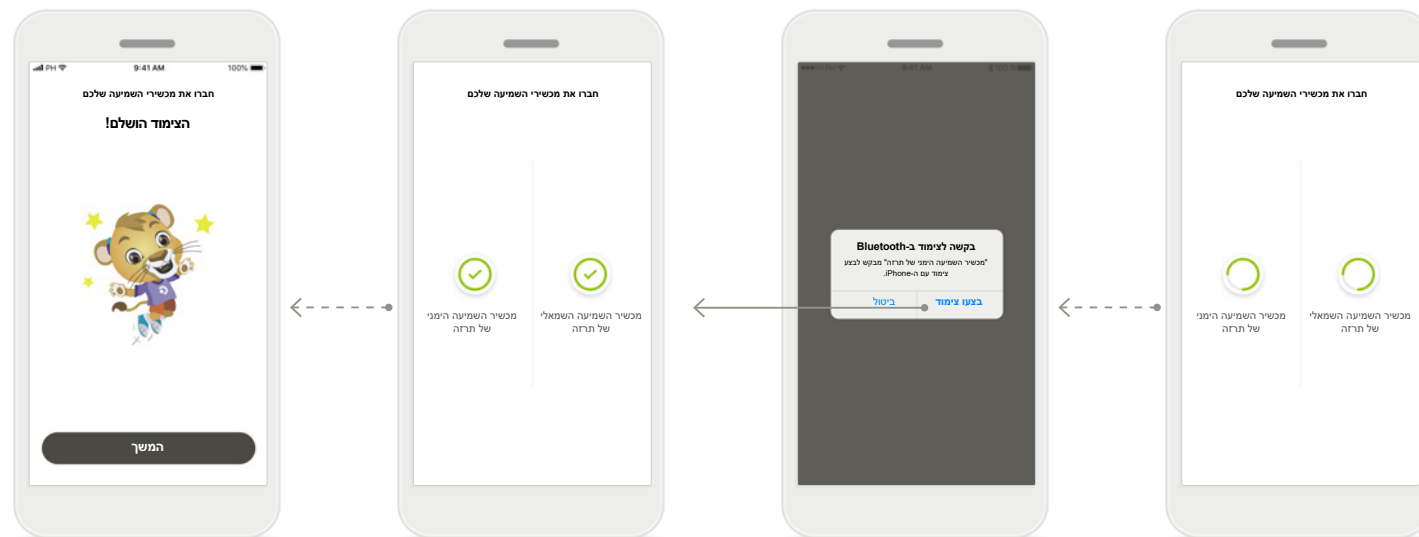 חברו את מכשירי השמיעה שלכם
מכשיר השמיעה השמאלי
של תרזה
מכשיר השמיעה הימני
של תרזה
בקשה לצימוד ב-Bluetooth
"מכשיר השמיעה הימני של תרזה" מבקש לבצע
צימוד עם ה-iPhone.
בצעו צימוד
ביטול
חברו את מכשירי השמיעה שלכם
מכשיר השמיעה השמאלי
של תרזה
מכשיר השמיעה הימני
של תרזה
PH 9:41 AM 100%
חברו את מכשירי השמיעה שלכם
הצימוד הושלם!
המשך